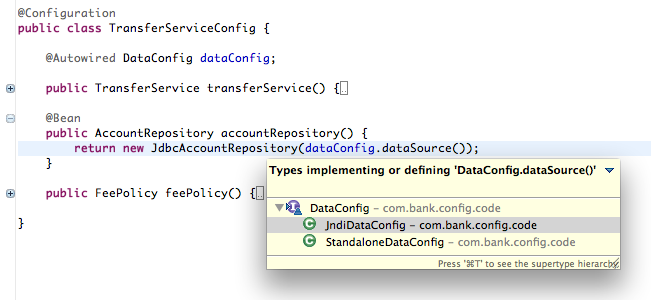 @Configuration
public class TransferServiceConfig {
@Autowired DataConfig dataConfig;
public TransferService transferService() {
@Bean
public AccountRepository accountRepository() {
return new JdbcAccountRepository(dataConfig.dataSource());
}
Types implementing or defining 'DataConfig.dataSource()'
public FeePolicy feePolicy() {
DataConfig – com.bank.config.code
JndiDataConfig – com.bank.config.code
}
StandaloneDataConfig – com.bank.config.code
Press '⌘T' to see the supertype hierarchy